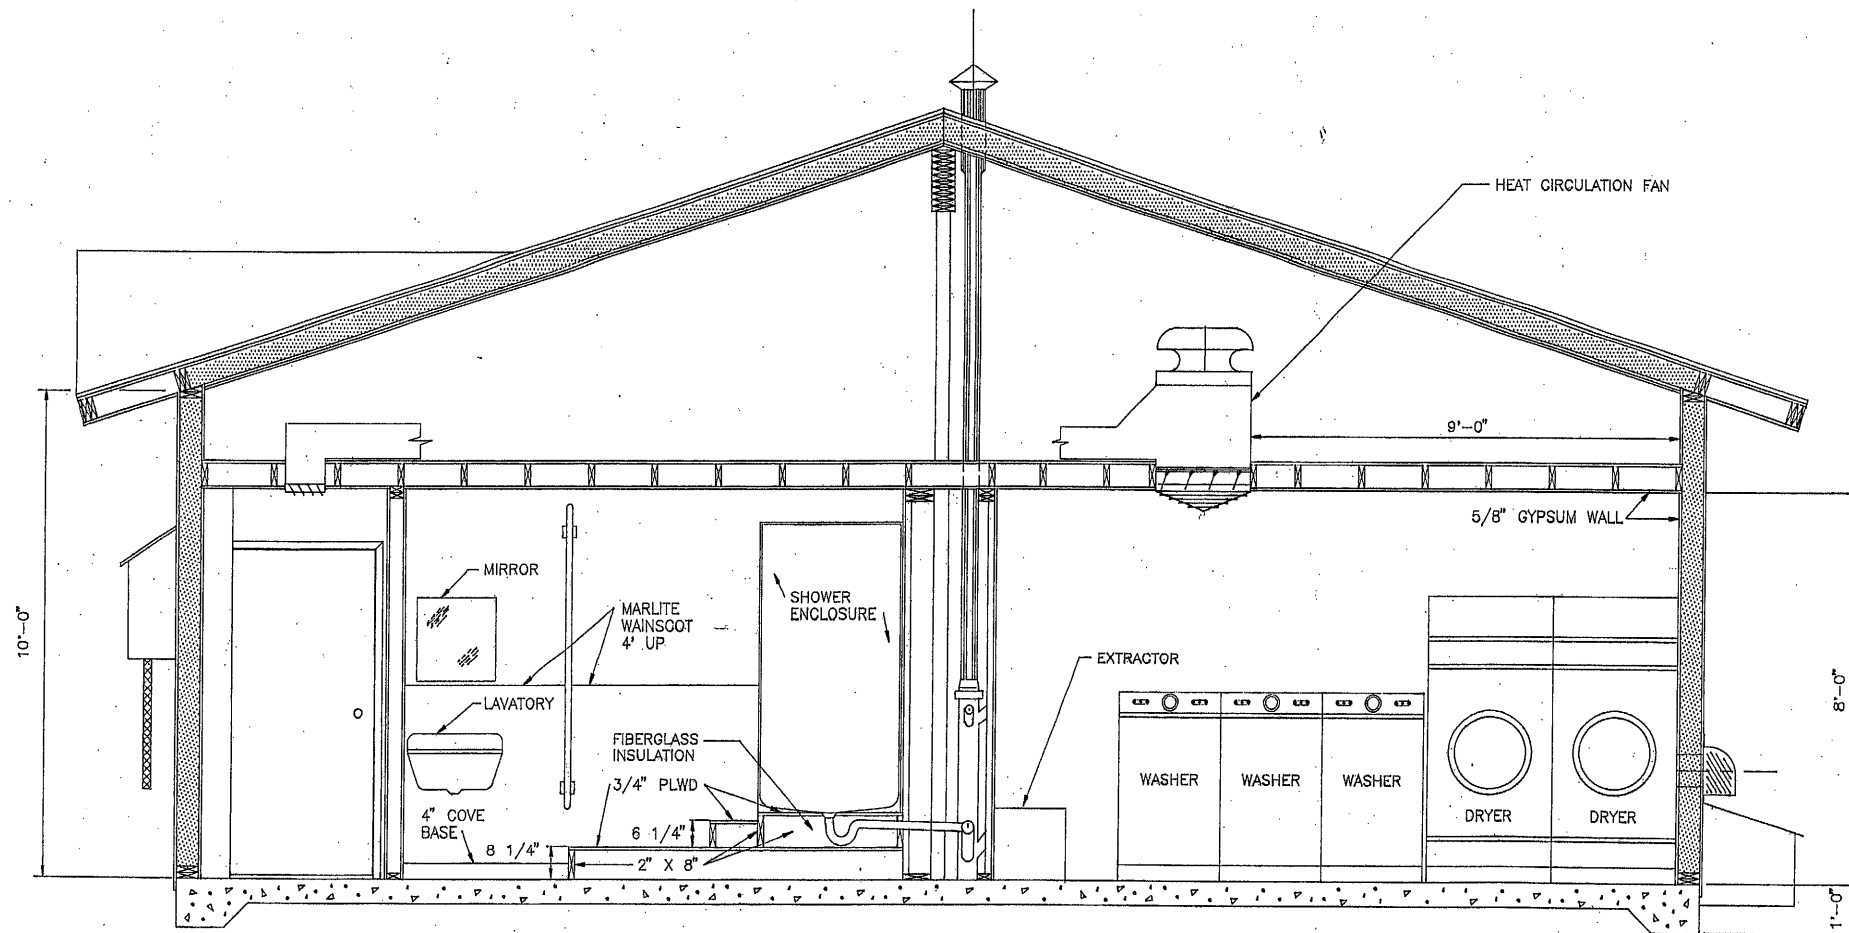 HEAT CIRCULATION FAN
9'-0"
5/8" GYPSUM WALL
MIRROR
SHOWER
ENCLOSURE
MARLITE
WAINSCOT
4' UP
10'-0"
EXTRACTOR
LAVATORY
8'-0"
FIBERGLASS
INSULATION
3/4" PLWD
WASHER
WASHER
WASHER
4" COVE
BASE
6 1/4"
DRYER
DRYER
8 1/4"
2" X 8"
1'-0"